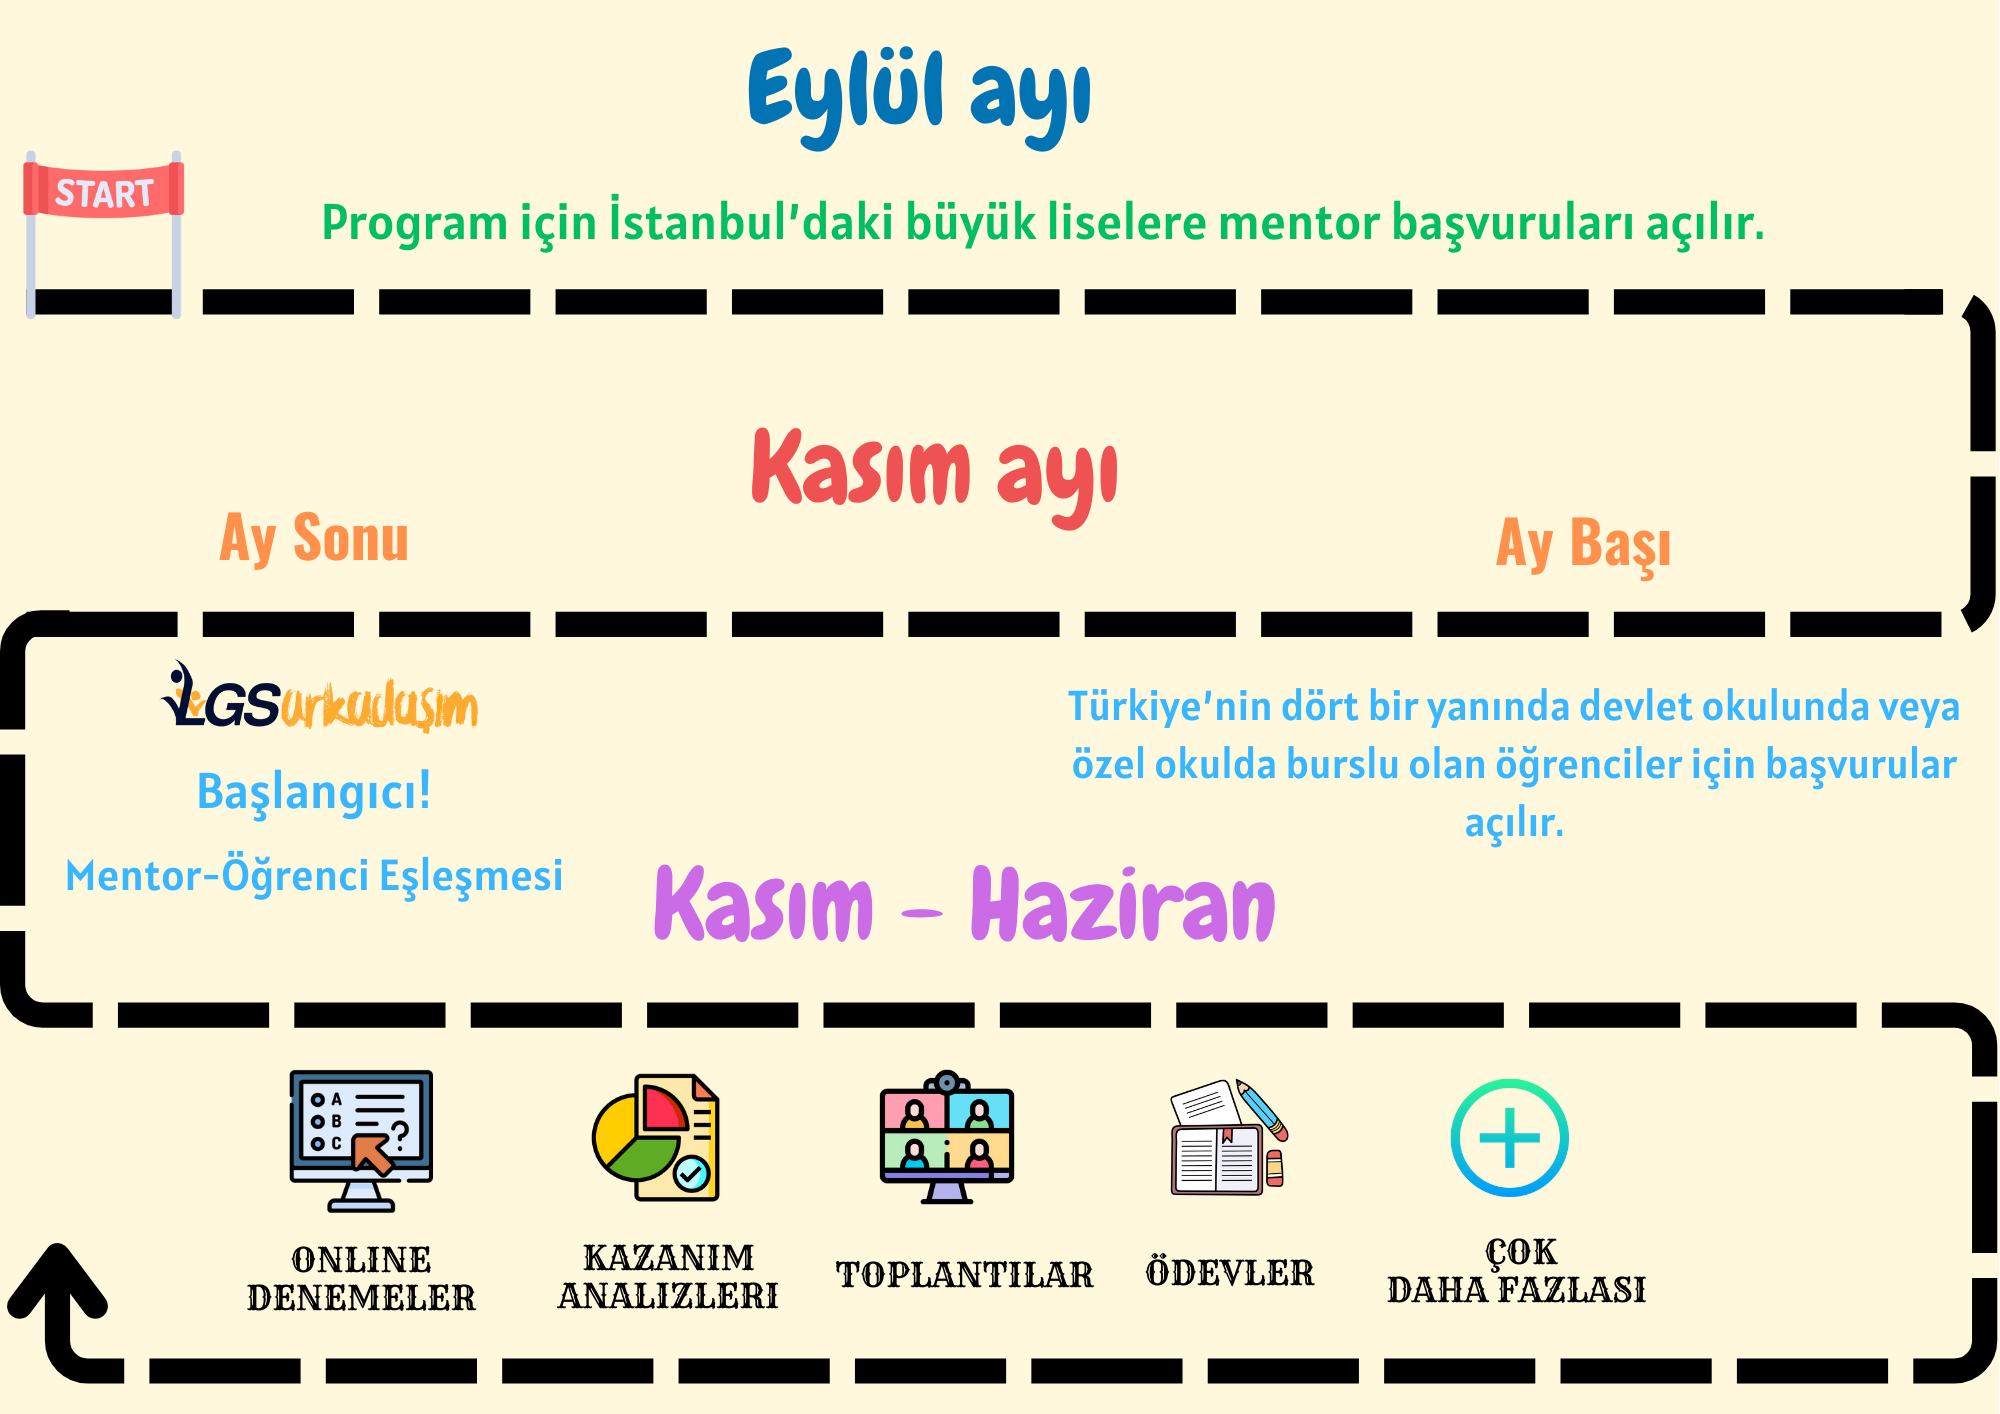 Eylül ayı
START
Program için İstanbul'daki büyük liselere mentor başvuruları açılır.
Kasım ayı
Ay Sonu
Ay Başı
LGSarkadaşım
Başlangıcı!
Mentor-Öğrenci Eşleşmesi
Türkiye'nin dört bir yanında devlet okulunda veya
özel okulda burslu olan öğrenciler için başvurular
açılır.
Kasım - Haziran
A
B
C
?
ONLINE
DENEMELER
KAZANIM
ANALIZLERI
TOPLANTILAR
ÖDEVLER
ÇOK
DAHA FAZLASI